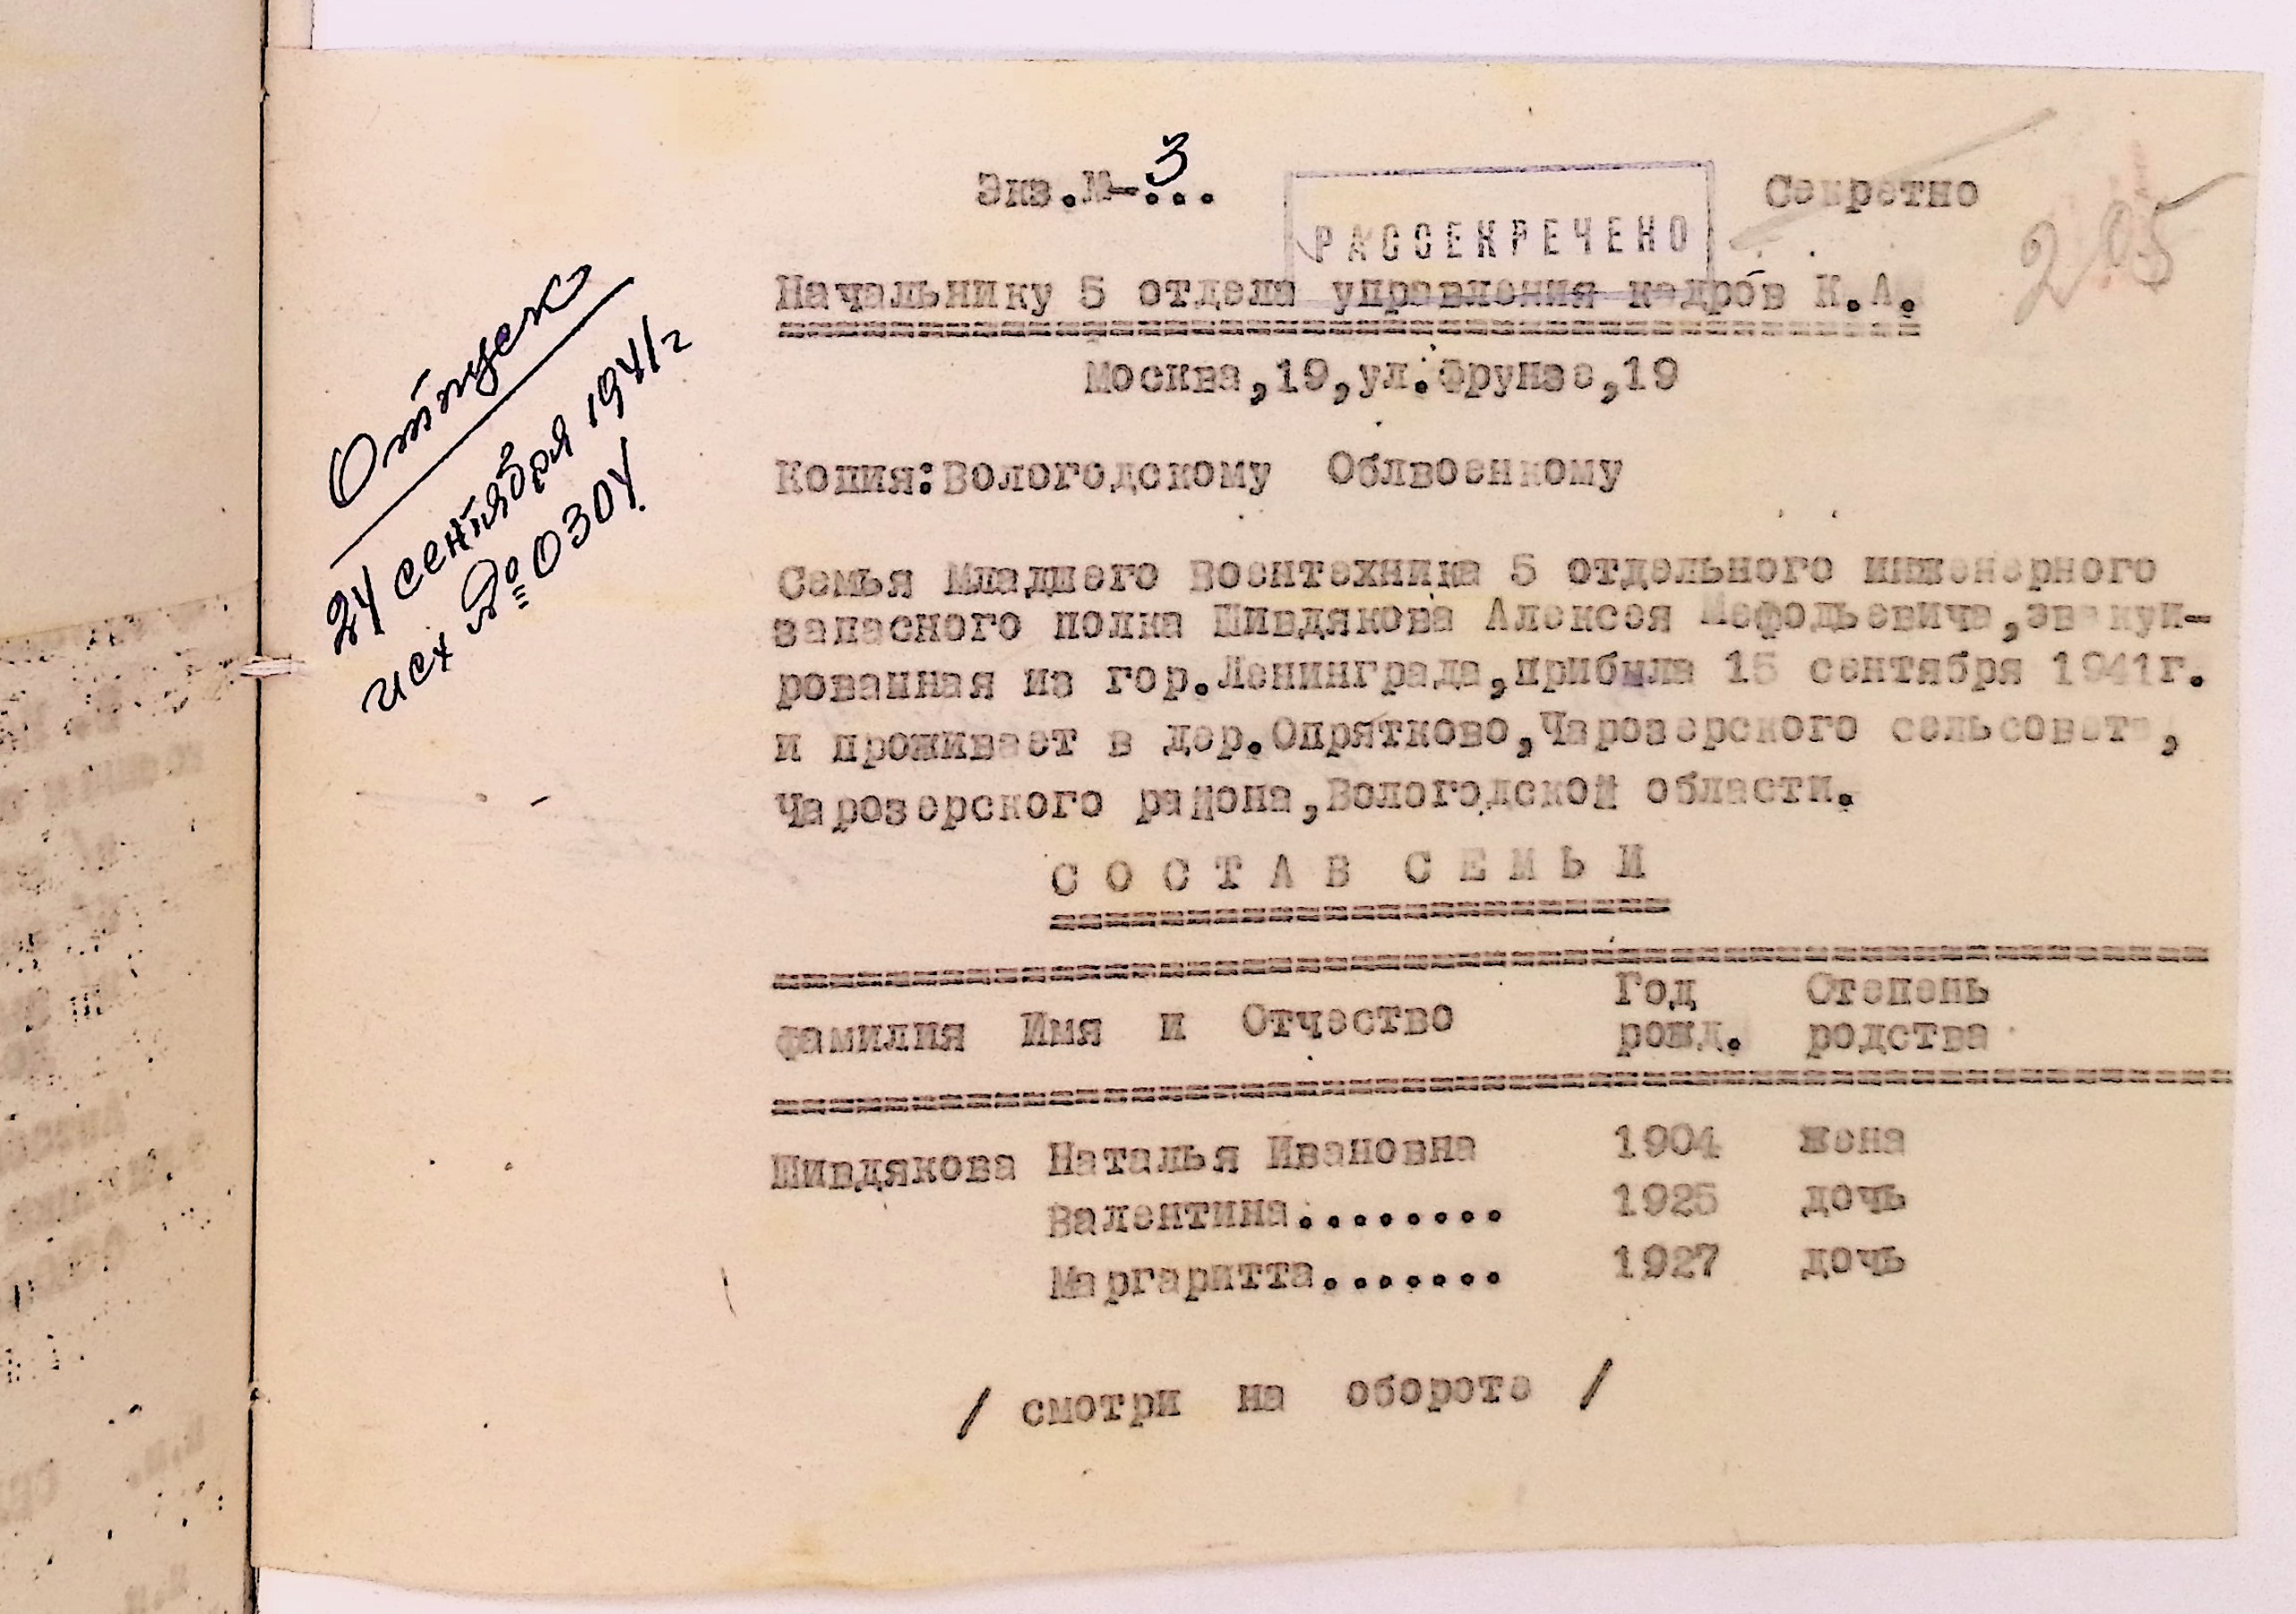 Экз.№-.3..
Секретно
РАССЕКРЕЧЕНО
205
Начальнику 5 отдела управления кадров К.А.
Москва,19,ул.Фрунзе,19
Отпуск
24 сентября 1941г
исх № 0304
Копия:Вологодскому Облвоенкому
Семья Младшего Воентехника 5 отдельного инженерного
запасного полка Шивдякова Алексея Мефодьевича,эвакуи-
рованная из гор.Ленинграда,прибыла 15 сентября 1941г.
и проживает в дер.Опрятково,Чарозерского сельсовета,
Чарозерского района,Вологодской области.
СОСТАВ СЕМЬИ
Фамилия Имя и Отчество Год рожд. Степень родства
Шивдякова Наталья Ивановна 1904 жена
Валентина........ 1925 дочь
Маргаритта....... 1927 дочь
/ смотри на обороте /